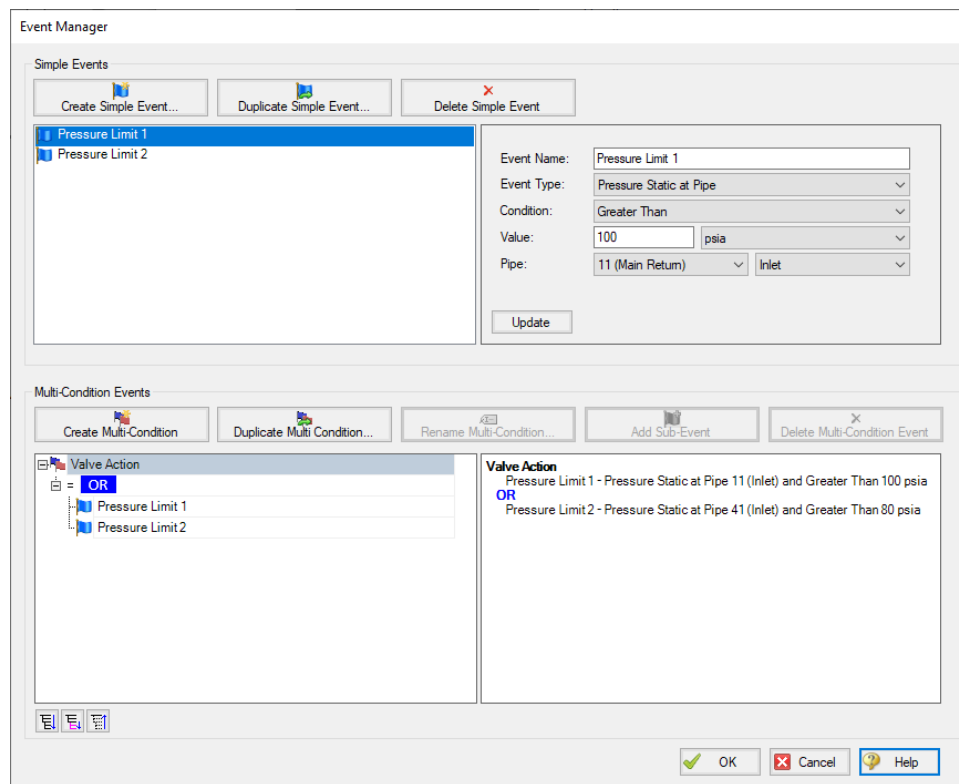 Event Manager
Simple Events
Create Simple Event...
Duplicate Simple Event...
Delete Simple Event
Pressure Limit 1
Pressure Limit 2
Event Name:
Pressure Limit 1
Event Type:
Pressure Static at Pipe
Condition:
Greater Than
Value:
100
psia
Pipe:
11 (Main Return)
Inlet
Update
Multi-Condition Events
Create Multi-Condition
Duplicate Multi Condition...
Rename Multi-Condition...
Add Sub-Event
Delete Multi-Condition Event
Valve Action
= OR
Pressure Limit 1
Pressure Limit 2
Valve Action
Pressure Limit 1 - Pressure Static at Pipe 11 (Inlet) and Greater Than 100 psia
OR
Pressure Limit 2 - Pressure Static at Pipe 41 (Inlet) and Greater Than 80 psia
OK
Cancel
Help